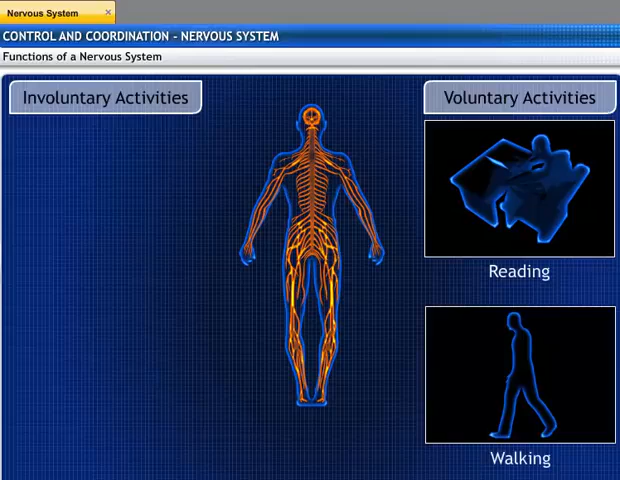 Nervous System
CONTROL AND COORDINATION - NERVOUS SYSTEM
Functions of a Nervous System
Involuntary Activities
Voluntary Activities
Reading
Walking